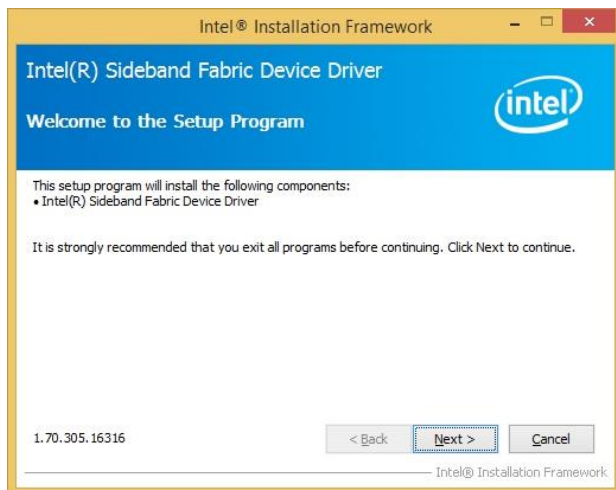 Intel® Installation Framework
Intel(R) Sideband Fabric Device Driver
intel
Welcome to the Setup Program
This setup program will install the following components:
• Intel(R) Sideband Fabric Device Driver
It is strongly recommended that you exit all programs before continuing. Click Next to continue.
1.70.305.16316
< Back Next > Cancel
Intel® Installation Framework